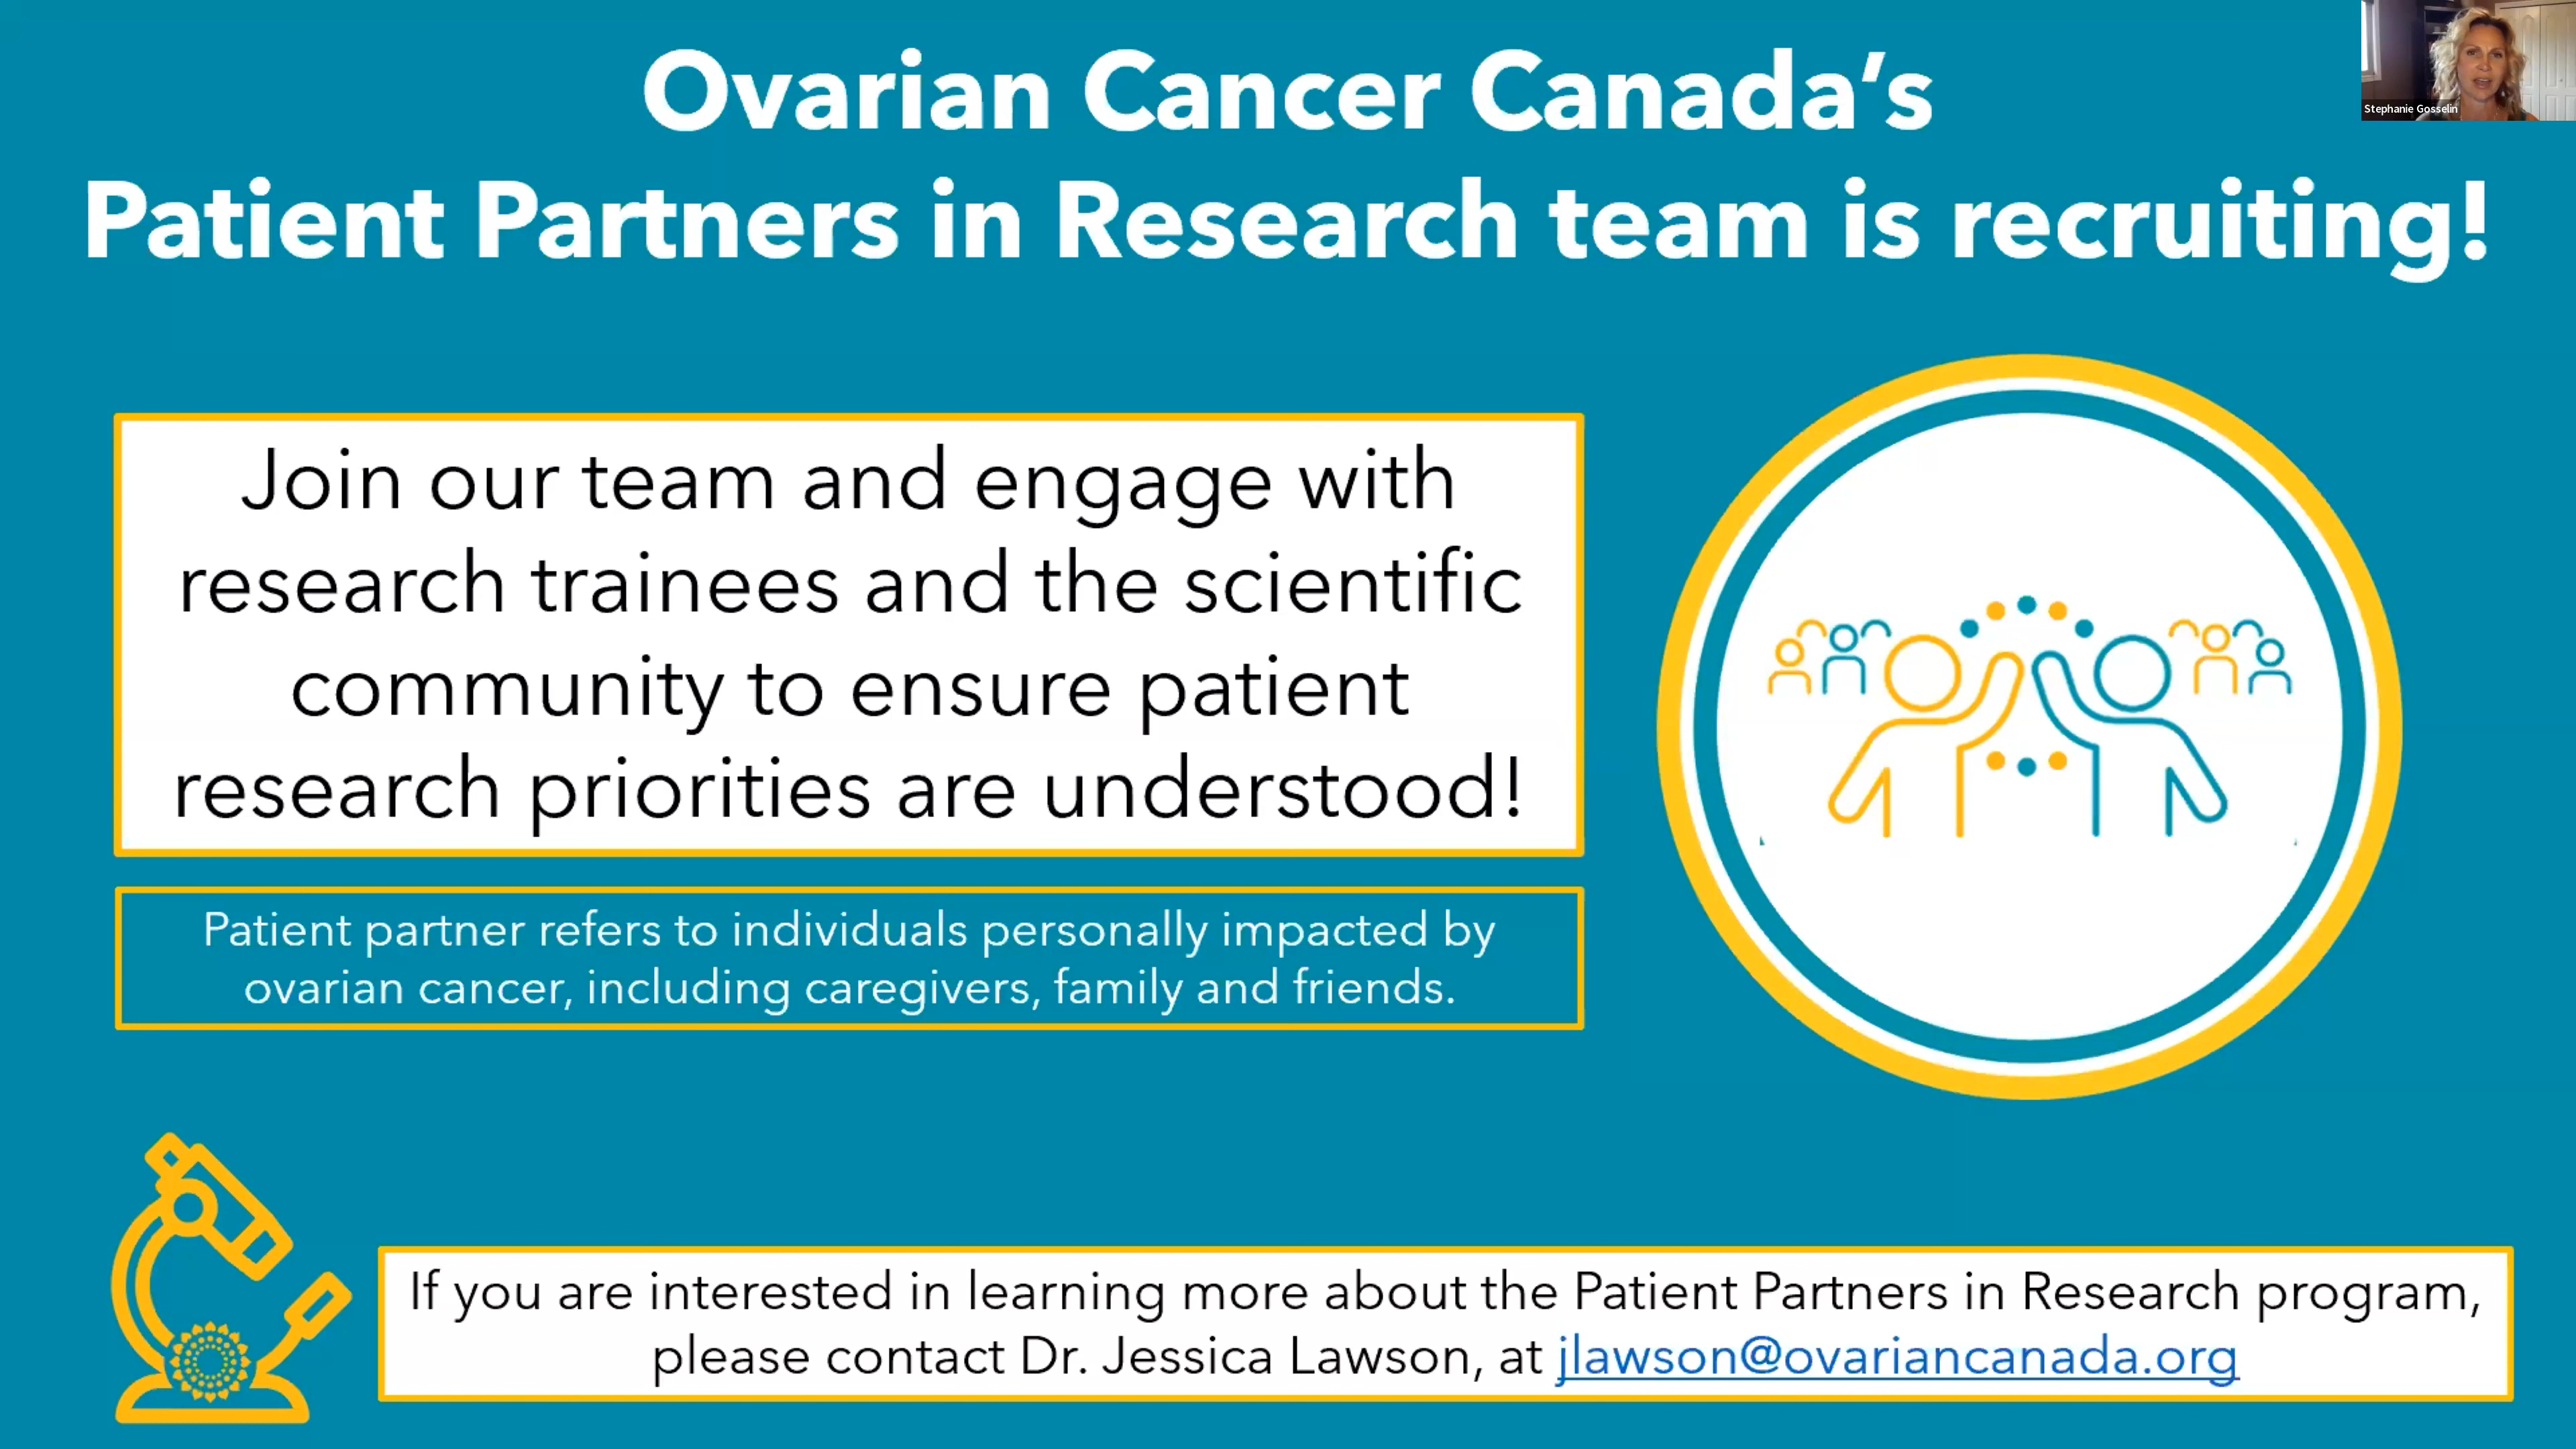 Ovarian Cancer Canada’s
Patient Partners in Research team is recruiting!
Stephanie Gosselin
Join our team and engage with
research trainees and the scientific
community to ensure patient
research priorities are understood!
Patient partner refers to individuals personally impacted by
ovarian cancer, including caregivers, family and friends.
If you are interested in learning more about the Patient Partners in Research program,
please contact Dr. Jessica Lawson, at jlawson@ovariancanada.org